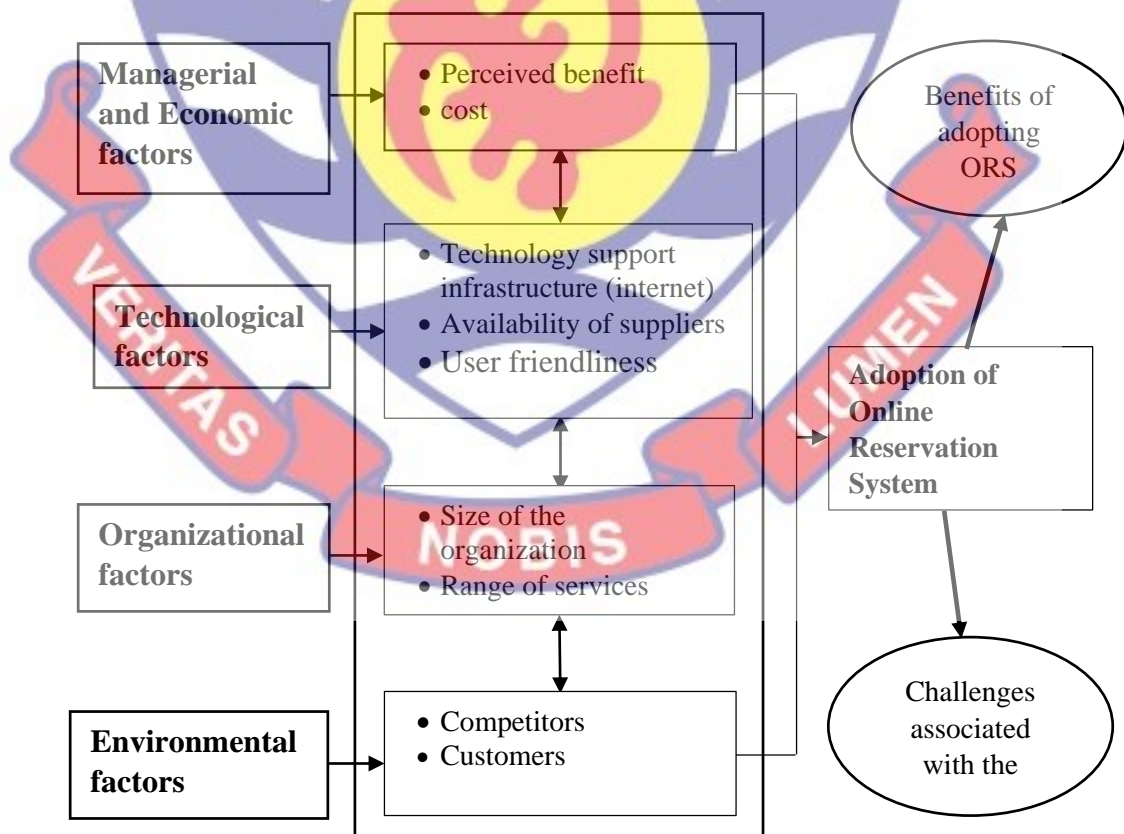 Managerial
and Economic
factors
• Perceived benefit
• cost
Benefits of
adopting
ORS
Technological
factors
• Technology support
infrastructure (internet)
• Availability of suppliers
• User friendliness
Adoption of
Online
Reservation
System
Organizational
factors
• Size of the
organization
• Range of services
Environmental
factors
• Competitors
• Customers
Challenges
associated
with the
VERITAS
NOBIS
LUMEN